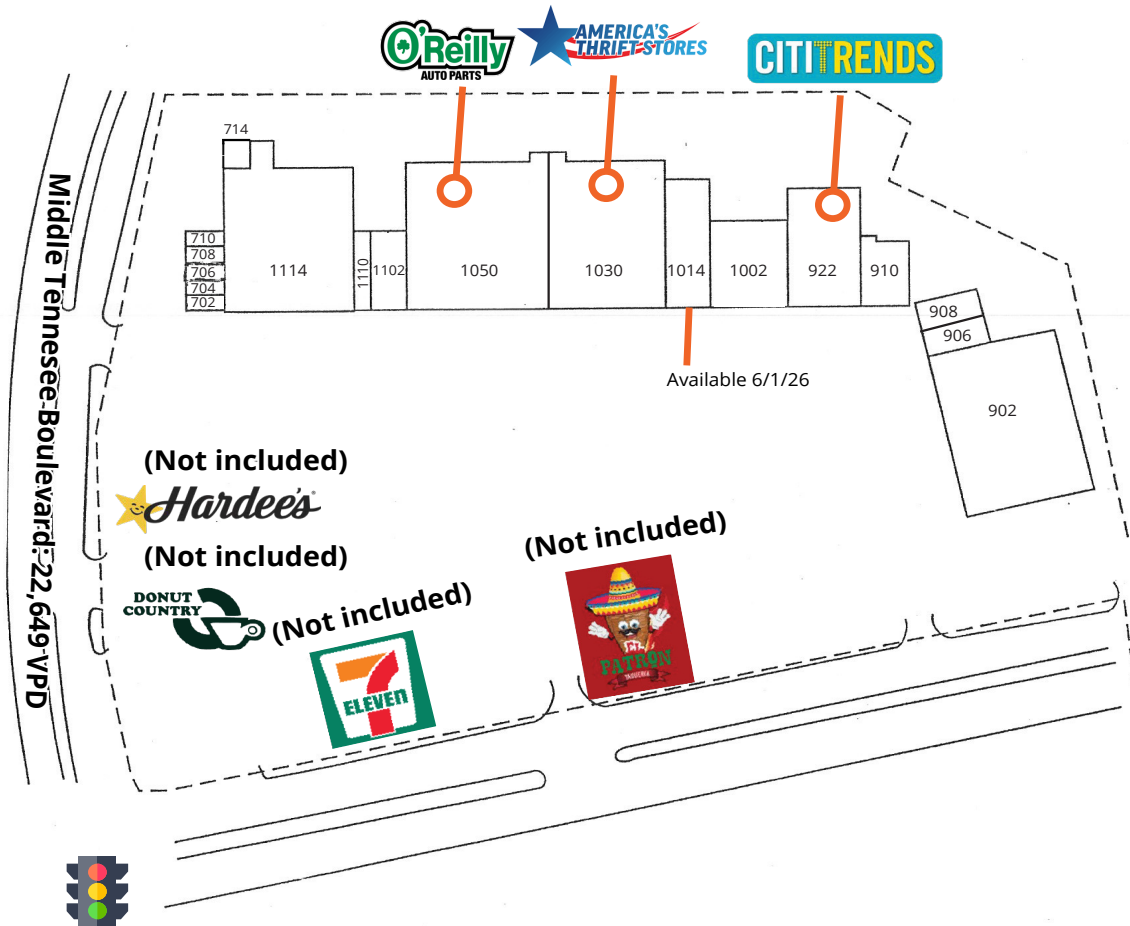 O'Reilly
AUTO PARTS
AMERICA'S
THRIFT STORES
CITITRENDS
714
710
708
706
704
702
1114
1110
1102
1050
1030
1014
1002
922
910
908
906
902
Available 6/1/26
Middle Tennessee Boulevard: 22,649 VPD
(Not included)
Hardee's
(Not included)
DONUT
COUNTRY
(Not included)
7
ELEVEn
(Not included)
PATRON
TAQUERIA